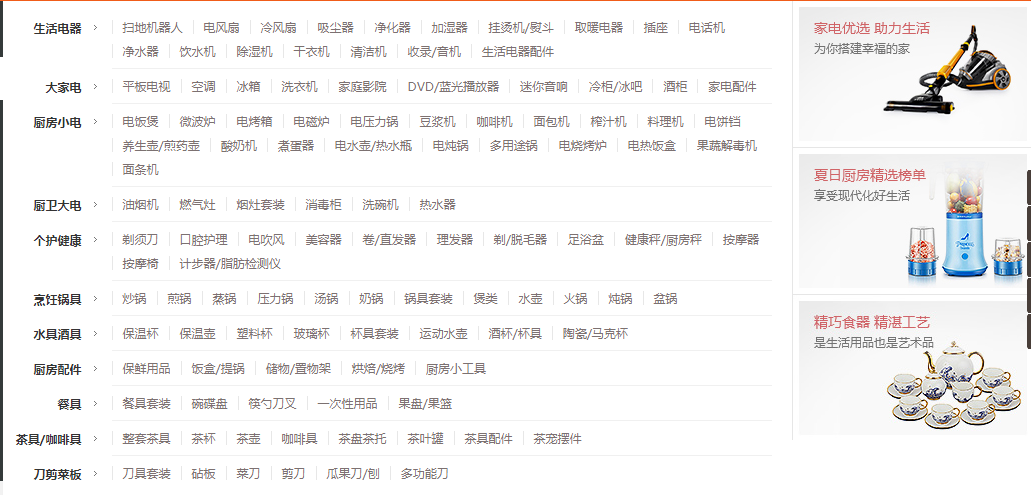 生活电器 > 扫地机器人 电风扇 冷风扇 吸尘器 净化器 加湿器 挂烫机/熨斗 取暖电器 插座 电话机
净水器 饮水机 除湿机 干衣机 清洁机 收录/音机 生活电器配件
大家电 > 平板电视 空调 冰箱 洗衣机 家庭影院 DVD/蓝光播放器 迷你音响 冷柜/冰吧 酒柜 家电配件
厨房小电 > 电饭煲 微波炉 电烤箱 电磁炉 电压力锅 豆浆机 咖啡机 面包机 榨汁机 料理机 电饼铛
养生壶/煎药壶 酸奶机 煮蛋器 电水壶/热水瓶 电炖锅 多用途锅 电烧烤炉 电热饭盒 果蔬解毒机
面条机
厨卫大电 > 油烟机 燃气灶 烟灶套装 消毒柜 洗碗机 热水器
个护健康 > 剃须刀 口腔护理 电吹风 美容器 卷/直发器 理发器 剃/脱毛器 足浴盆 健康秤/厨房秤 按摩器
按摩椅 计步器/脂肪检测仪
烹饪锅具 > 炒锅 煎锅 蒸锅 压力锅 汤锅 奶锅 锅具套装 煲类 水壶 火锅 炖锅 盆锅
水具酒具 > 保温杯 保温壶 塑料杯 玻璃杯 杯具套装 运动水壶 酒杯/杯具 陶瓷/马克杯
厨房配件 > 保鲜用品 饭盒/提锅 储物/置物架 烘焙/烧烤 厨房小工具
餐具 > 餐具套装 碗碟盘 筷勺刀叉 一次性用品 果盘/果篮
茶具/咖啡具 > 整套茶具 茶杯 茶壶 咖啡具 茶盘茶托 茶叶罐 茶具配件 茶宠摆件
刀剪菜板 > 刀具套装 砧板 菜刀 剪刀 瓜果刀/刨 多功能刀
家电优选 助力生活
为你搭建幸福的家
夏日厨房精选榜单
享受现代化好生活
精巧食器 精湛工艺
是生活用品也是艺术品